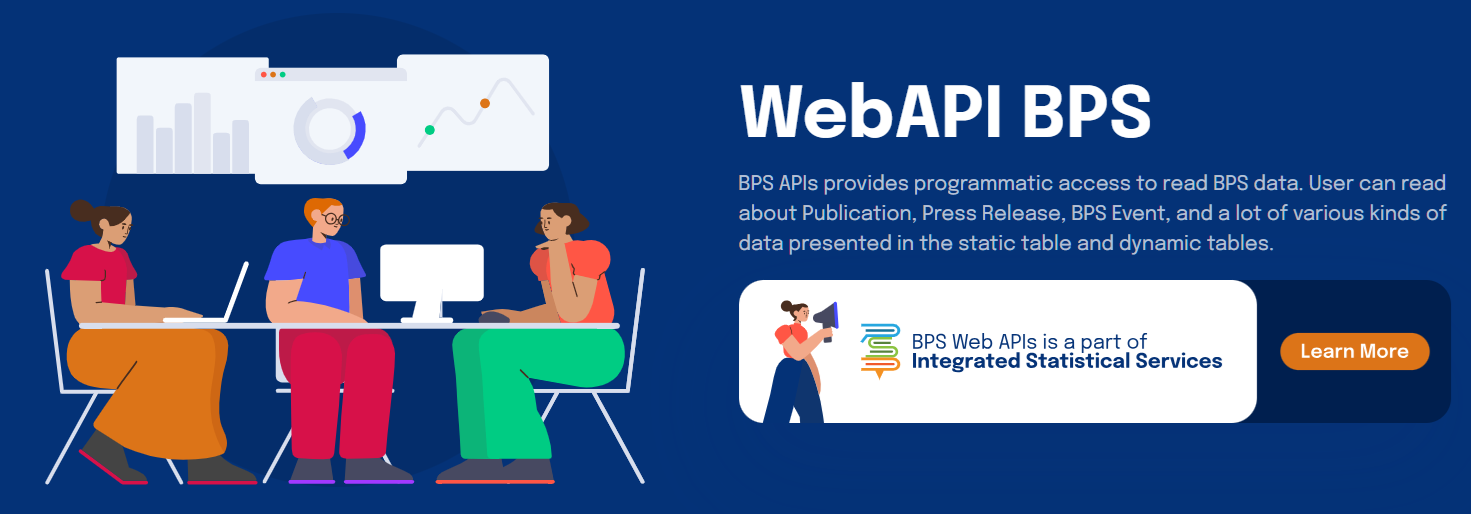 WebAPI BPS
BPS APIs provides programmatic access to read BPS data. User can read
about Publication, Press Release, BPS Event, and a lot of various kinds of
data presented in the static table and dynamic tables.
BPS Web APIs is a part of
Integrated Statistical Services
Learn More